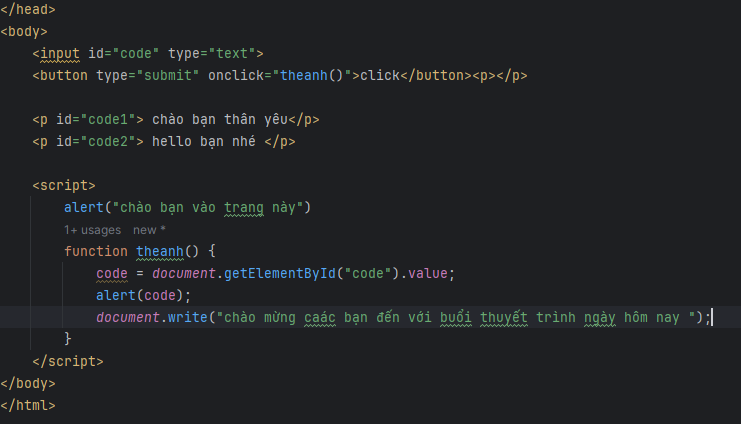 </head>
<body>
    <input id="code" type="text">
    <button type="submit" onclick="theanh()">click</button><p></p>
    <p id="code1"> chào bạn thân yêu</p>
    <p id="code2"> hello bạn nhé </p>
    <script>
        alert("chào bạn vào trang này")
        1+ usages   new *
        function theanh() {
            code = document.getElementById("code").value;
            alert(code);
            document.write("chào mừng caác bạn đến với buổi thuyết trình ngày hôm nay ");
        }
    </script>
</body>
</html>